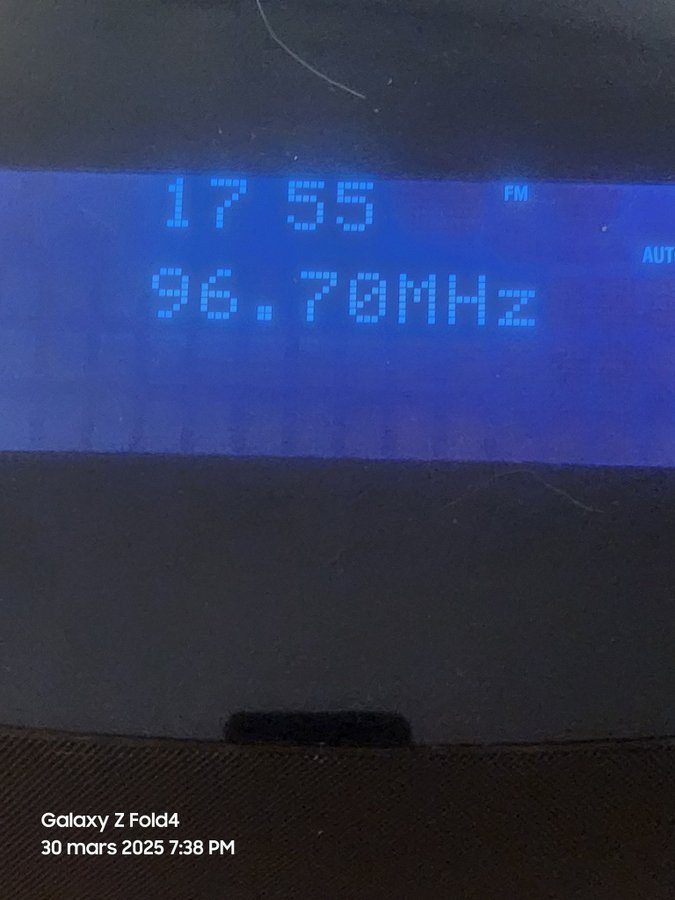 17 55 FM
AUT
96.70MHz
Galaxy Z Fold4
30 mars 2025 7:38 PM